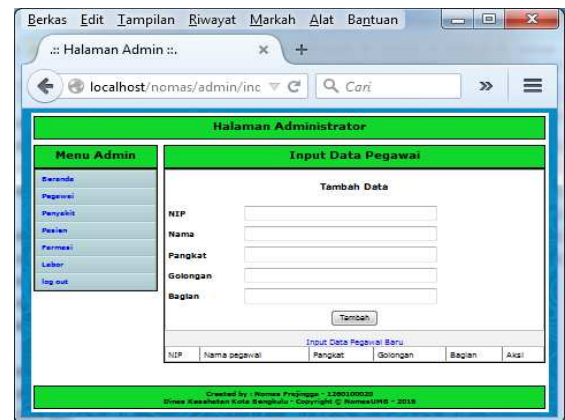 Berkas Edit Tampilan Riwayat Markah Alat Bantuan
.:: Halaman Admin ::.
localhost/nomas/admin/inc
Cari
Halaman Administrator
Menu Admin
Beranda
Pegawai
Penyakit
Pasien
Farmasi
Labor
log out
Input Data Pegawai
Tambah Data
NIP
Nama
Pangkat
Golongan
Bagian
Tambah
Input Data Pegawai Baru
NIP Nama pegawai Pangkat Golongan Bagian Aksi
Created by : Nomas Prajingga - 1260100020
Dinas Kesehatan Kota Bengkulu - Copyright © NomasUMB - 2016